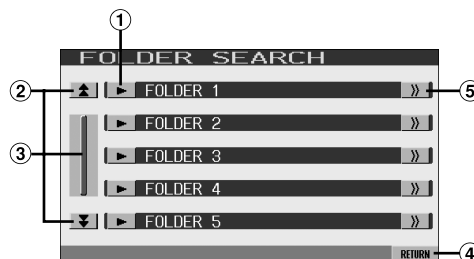 ①
FOLDER SEARCH
② FOLDER 1 ⑤
FOLDER 2
③ FOLDER 3
FOLDER 4
FOLDER 5
RETURN ④